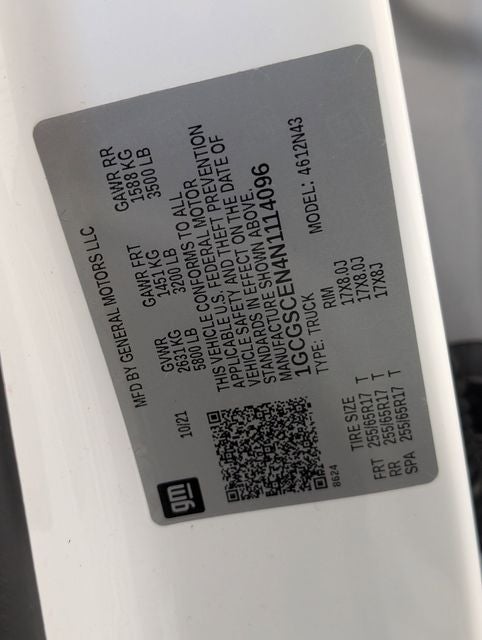 gm
10/21
MFD BY GENERAL MOTORS LLC
GVWR GAWR FRT GAWR RR
2631 KG 1451 KG 1588 KG
5800 LB 3200 LB 3500 LB
THIS VEHICLE CONFORMS TO ALL
APPLICABLE U.S. FEDERAL MOTOR
VEHICLE SAFETY AND THEFT PREVENTION
STANDARDS IN EFFECT ON THE DATE OF
MANUFACTURE SHOWN ABOVE.
1GCGSCEN4N1114096
TYPE: TRUCK MODEL: 4612N43
8624
TIRE SIZE RIM
FRT 255/65R17 T 17X8.0J
RR 255/65R17 T 17X8.0J
SPA 255/65R17 T 17X8J